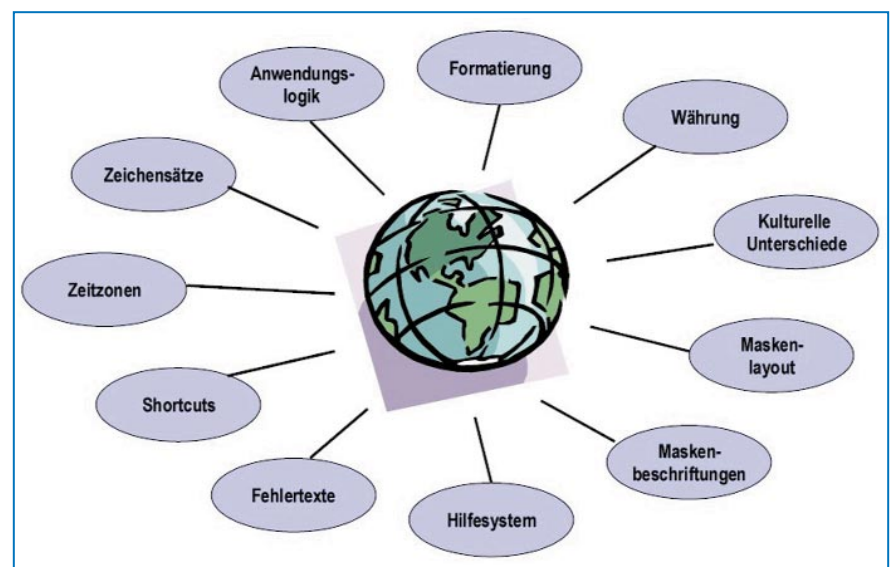 Anwendungs-
logik
Formatierung
Währung
Zeichensätze
Kulturelle
Unterschiede
Zeitzonen
Masken-
layout
Shortcuts
Masken-
beschriftungen
Fehlertexte
Hilfesystem